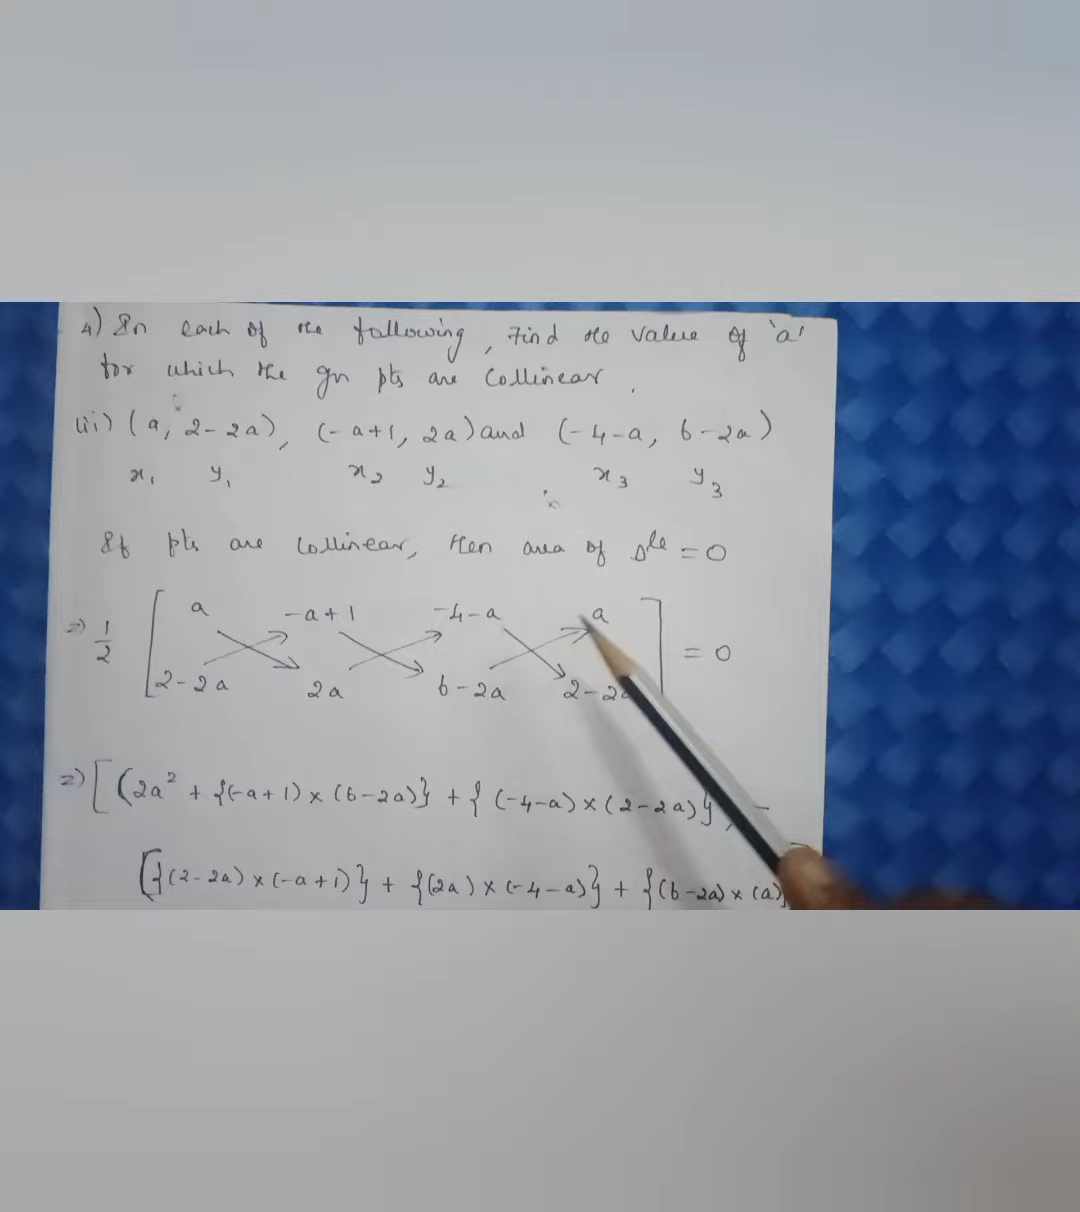 4) In each of the following, Find the value of 'a'
for which the gn pts are collinear.
(iii) (a, 2-2a), (-a+1, 2a) and (-4-a, 6-2a)
x₁ y₁ x₂ y₂ x₃ y₃
If pts are collinear, then area of Δle = 0
⇒ 1/2 [ a -a+1 -4-a a
2-2a 2a 6-2a 2-2a ] = 0
⇒ [(2a² + {(-a+1) × (6-2a)} + {(-4-a) × (2-2a)}) -
({(2-2a) × (-a+1)} + {(2a) × (-4-a)} + {(6-2a) × (a)}